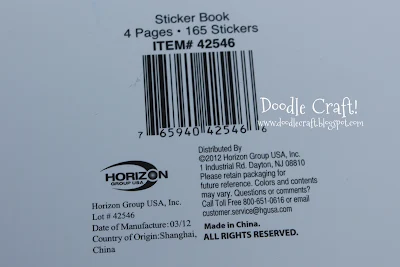 Sticker Book
4 Pages • 165 Stickers
ITEM# 42546
7 65940 42546 6
Doodle Craft!
www.doodlecraft.blogspot.com
HORIZON
GROUP USA
Horizon Group USA, Inc.
Lot # 42546
Date of Manufacture: 03/12
Country of Origin: Shanghai,
China
Distributed By
©2012 Horizon Group USA, Inc.
1 Industrial Rd. Dayton, NJ 08810
Please retain packaging for
future reference. Colors and contents
may vary. Questions or comments?
Call Toll Free 800-651-0616 or email
customer.service@hgusa.com
Made in China.
ALL RIGHTS RESERVED.